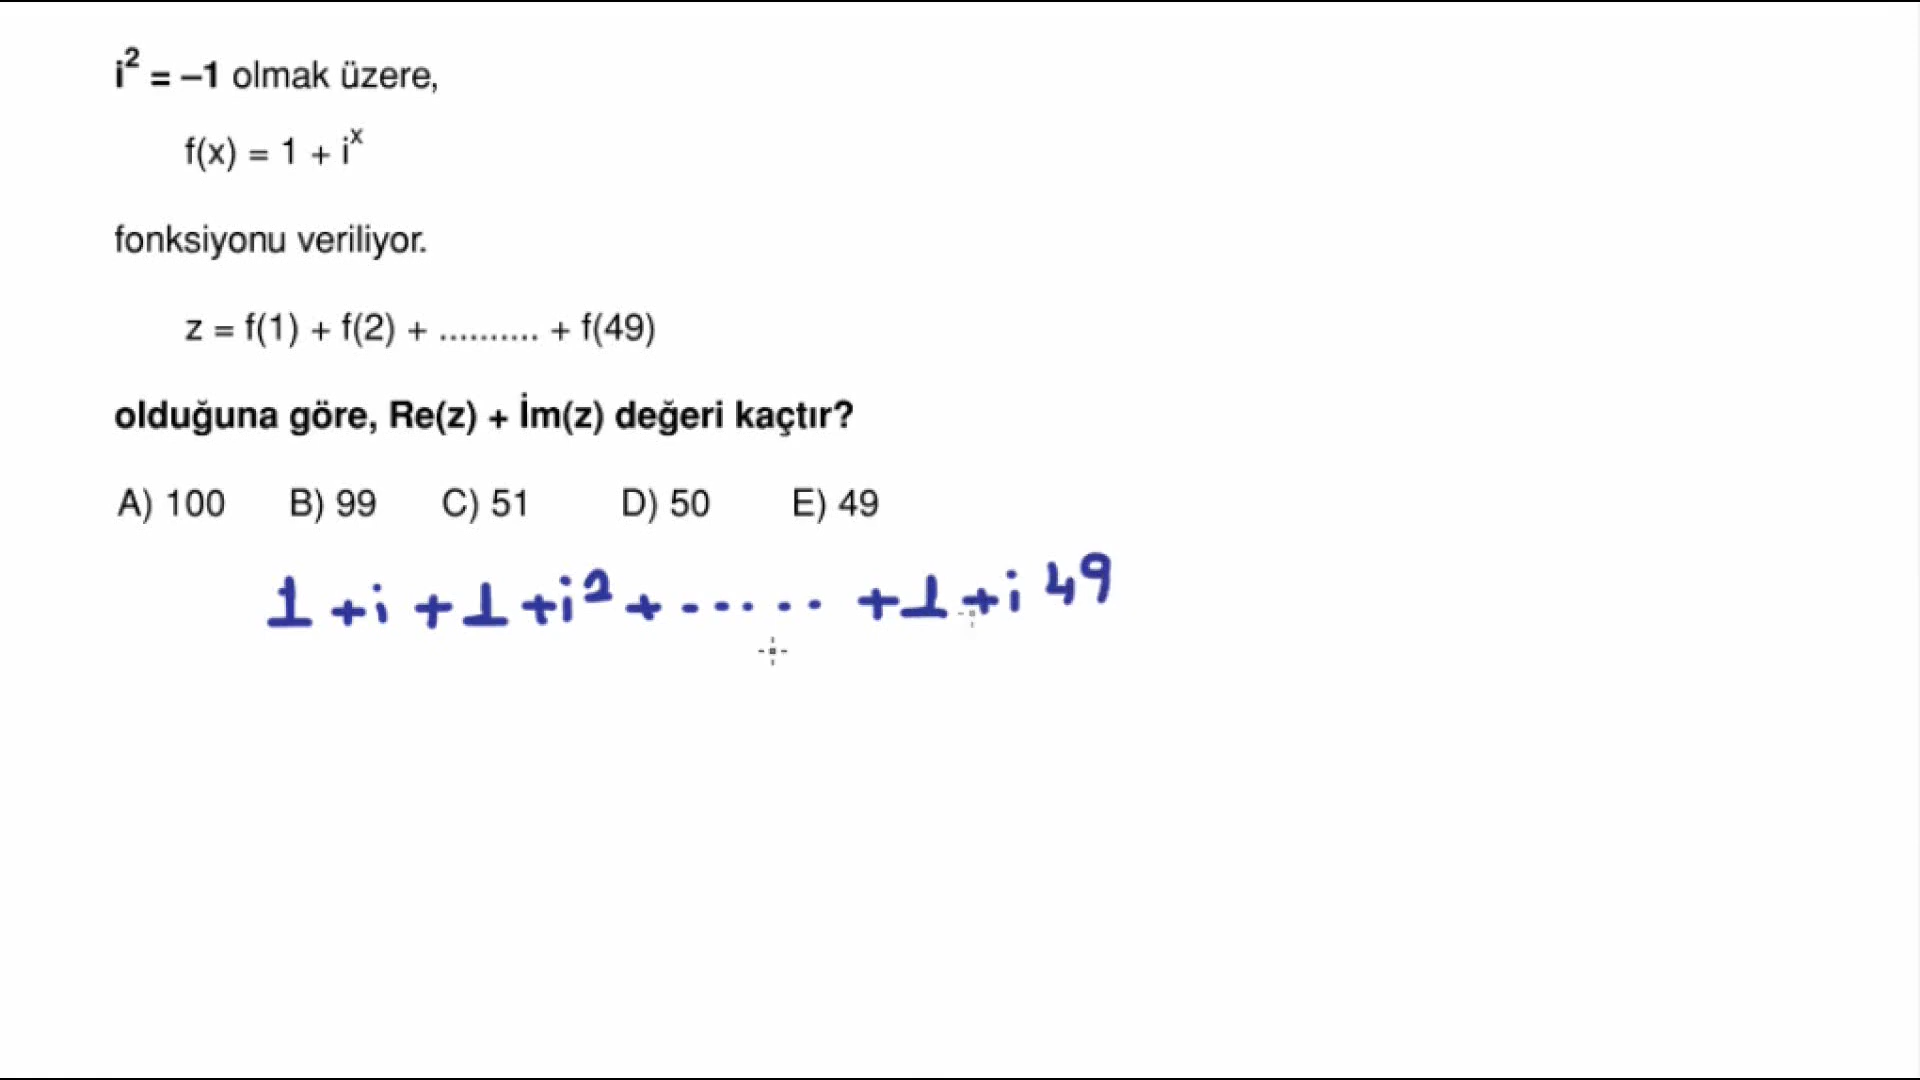 i² = –1 olmak üzere,
f(x) = 1 + iˣ
fonksiyonu veriliyor.
z = f(1) + f(2) + .......... + f(49)
olduğuna göre, Re(z) + İm(z) değeri kaçtır?
A) 100 B) 99 C) 51 D) 50 E) 49
1 + i + 1 + i² + ...... + 1 + i⁴⁹